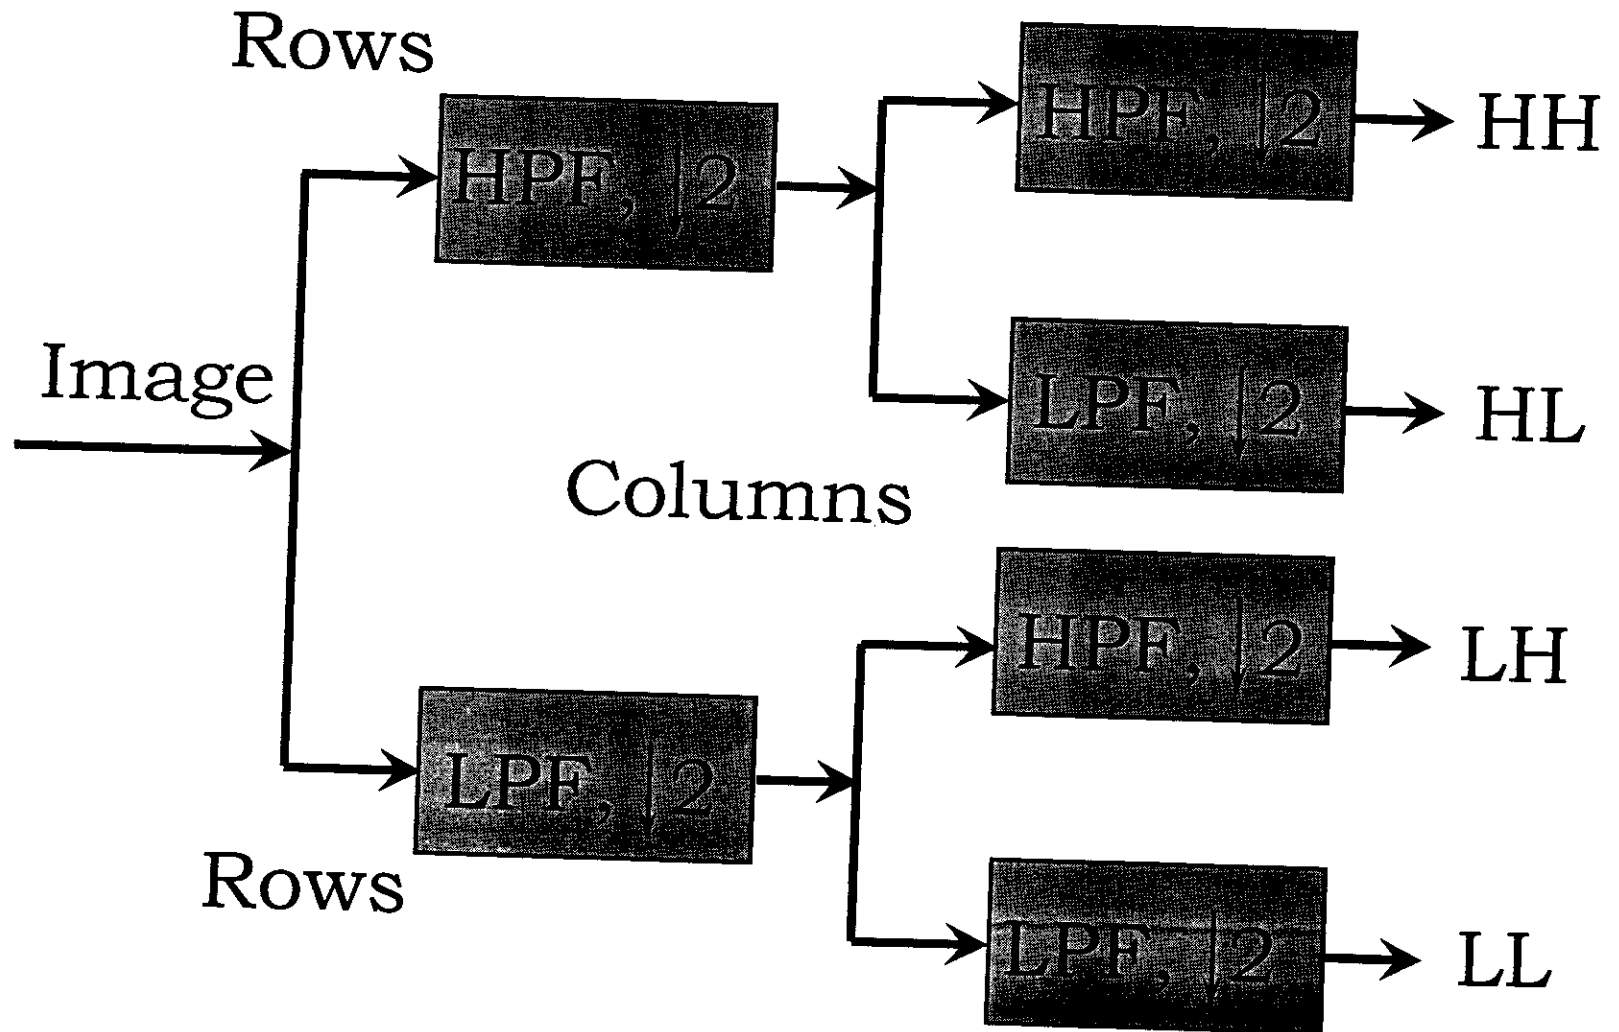 Rows
HPF, ↓2
HPF, ↓2
HH
Image
LPF, ↓2
HL
Columns
HPF, ↓2
LH
LPF, ↓2
Rows
LPF, ↓2
LL